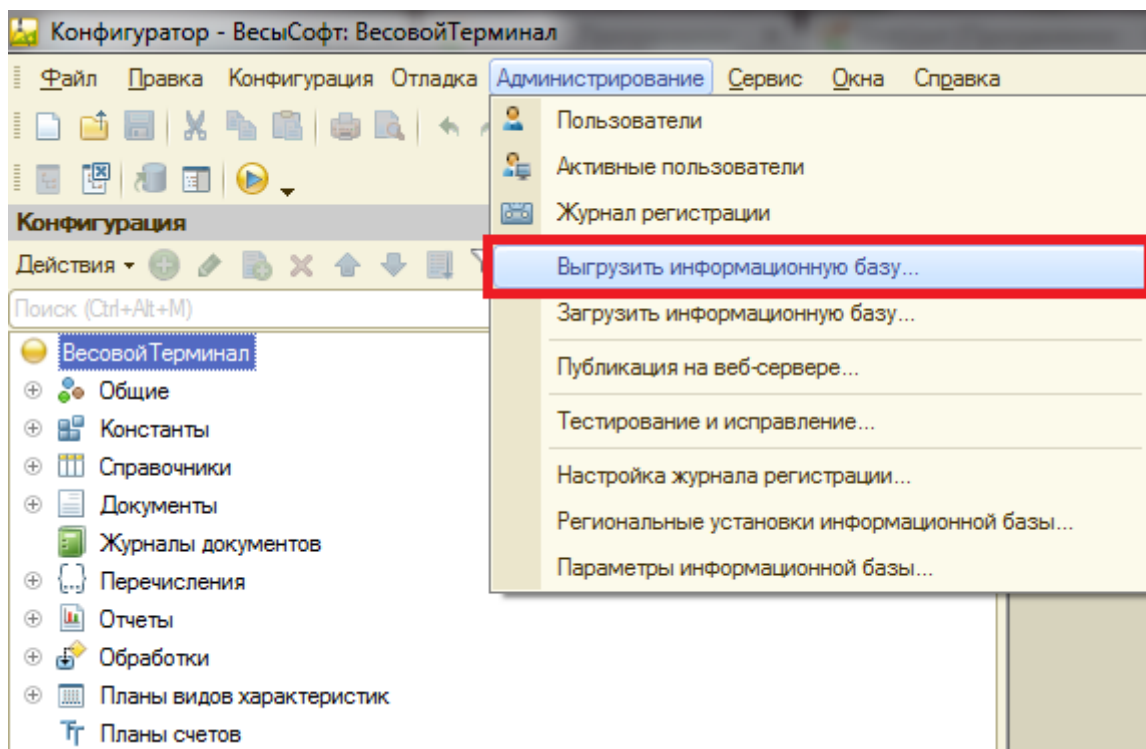 Конфигуратор - ВесыСофт: ВесовойТерминал
Файл Правка Конфигурация Отладка Администрирование Сервис Окна Справка
Пользователи
Активные пользователи
Журнал регистрации
Выгрузить информационную базу...
Загрузить информационную базу...
Публикация на веб-сервере...
Тестирование и исправление...
Настройка журнала регистрации...
Региональные установки информационной базы...
Параметры информационной базы...
Конфигурация
Действия
Поиск (Ctrl+Alt+M)
ВесовойТерминал
Общие
Константы
Справочники
Документы
Журналы документов
Перечисления
Отчеты
Обработки
Планы видов характеристик
Планы счетов